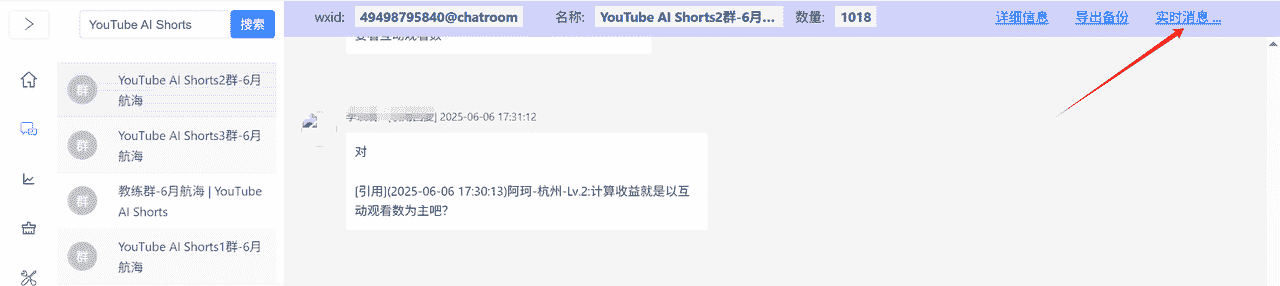 YouTube AI Shorts
搜索
wxid:
49498795840@chatroom
名称:
YouTube AI Shorts2群-6月...
数量:
1018
详细信息
导出备份
实时消息 ...
群
YouTube AI Shorts2群-6月
航海
群
YouTube AI Shorts3群-6月
航海
群
教练群-6月航海 | YouTube
AI Shorts
群
YouTube AI Shorts1群-6月
航海
要看互动观看数
2025-06-06 17:31:12
对
[引用](2025-06-06 17:30:13)阿珂-杭州-Lv.2:计算收益就是以互
动观看数为主吧?